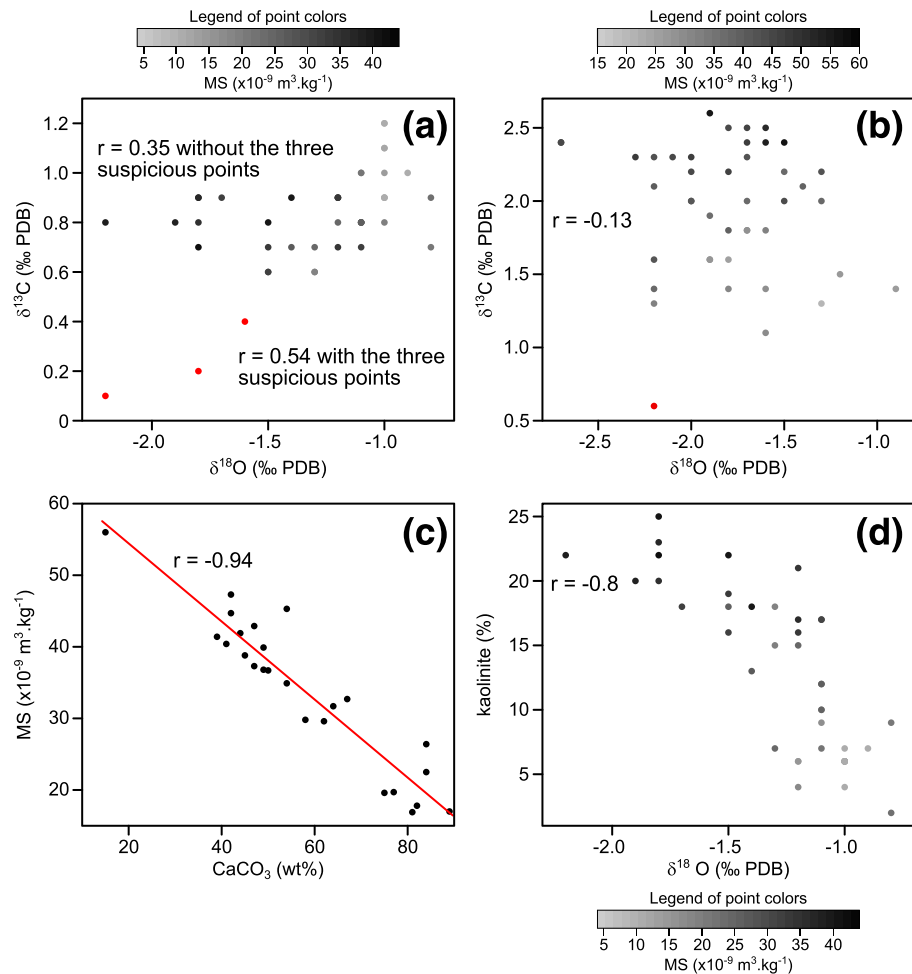 Legend of point colors
5 10 15 20 25 30 35 40
MS (x10⁻⁹ m³.kg⁻¹)
Legend of point colors
15 20 25 30 35 40 45 50 55 60
MS (x10⁻⁹ m³.kg⁻¹)
(a)
r = 0.35 without the three
suspicious points
r = 0.54 with the three
suspicious points
1.2
1.0
0.8
0.6
0.4
0.2
0
δ¹³C (‰ PDB)
-2.0 -1.5 -1.0
δ¹⁸O (‰ PDB)
(b)
r = -0.13
2.5
2.0
1.5
1.0
0.5
δ¹³C (‰ PDB)
-2.5 -2.0 -1.5 -1.0
δ¹⁸O (‰ PDB)
(c)
r = -0.94
60
50
40
30
20
MS (x10⁻⁹ m³.kg⁻¹)
20 40 60 80
CaCO₃ (wt%)
(d)
r = -0.8
25
20
15
10
5
kaolinite (%)
-2.0 -1.5 -1.0
δ¹⁸ O (‰ PDB)
Legend of point colors
5 10 15 20 25 30 35 40
MS (x10⁻⁹ m³.kg⁻¹)